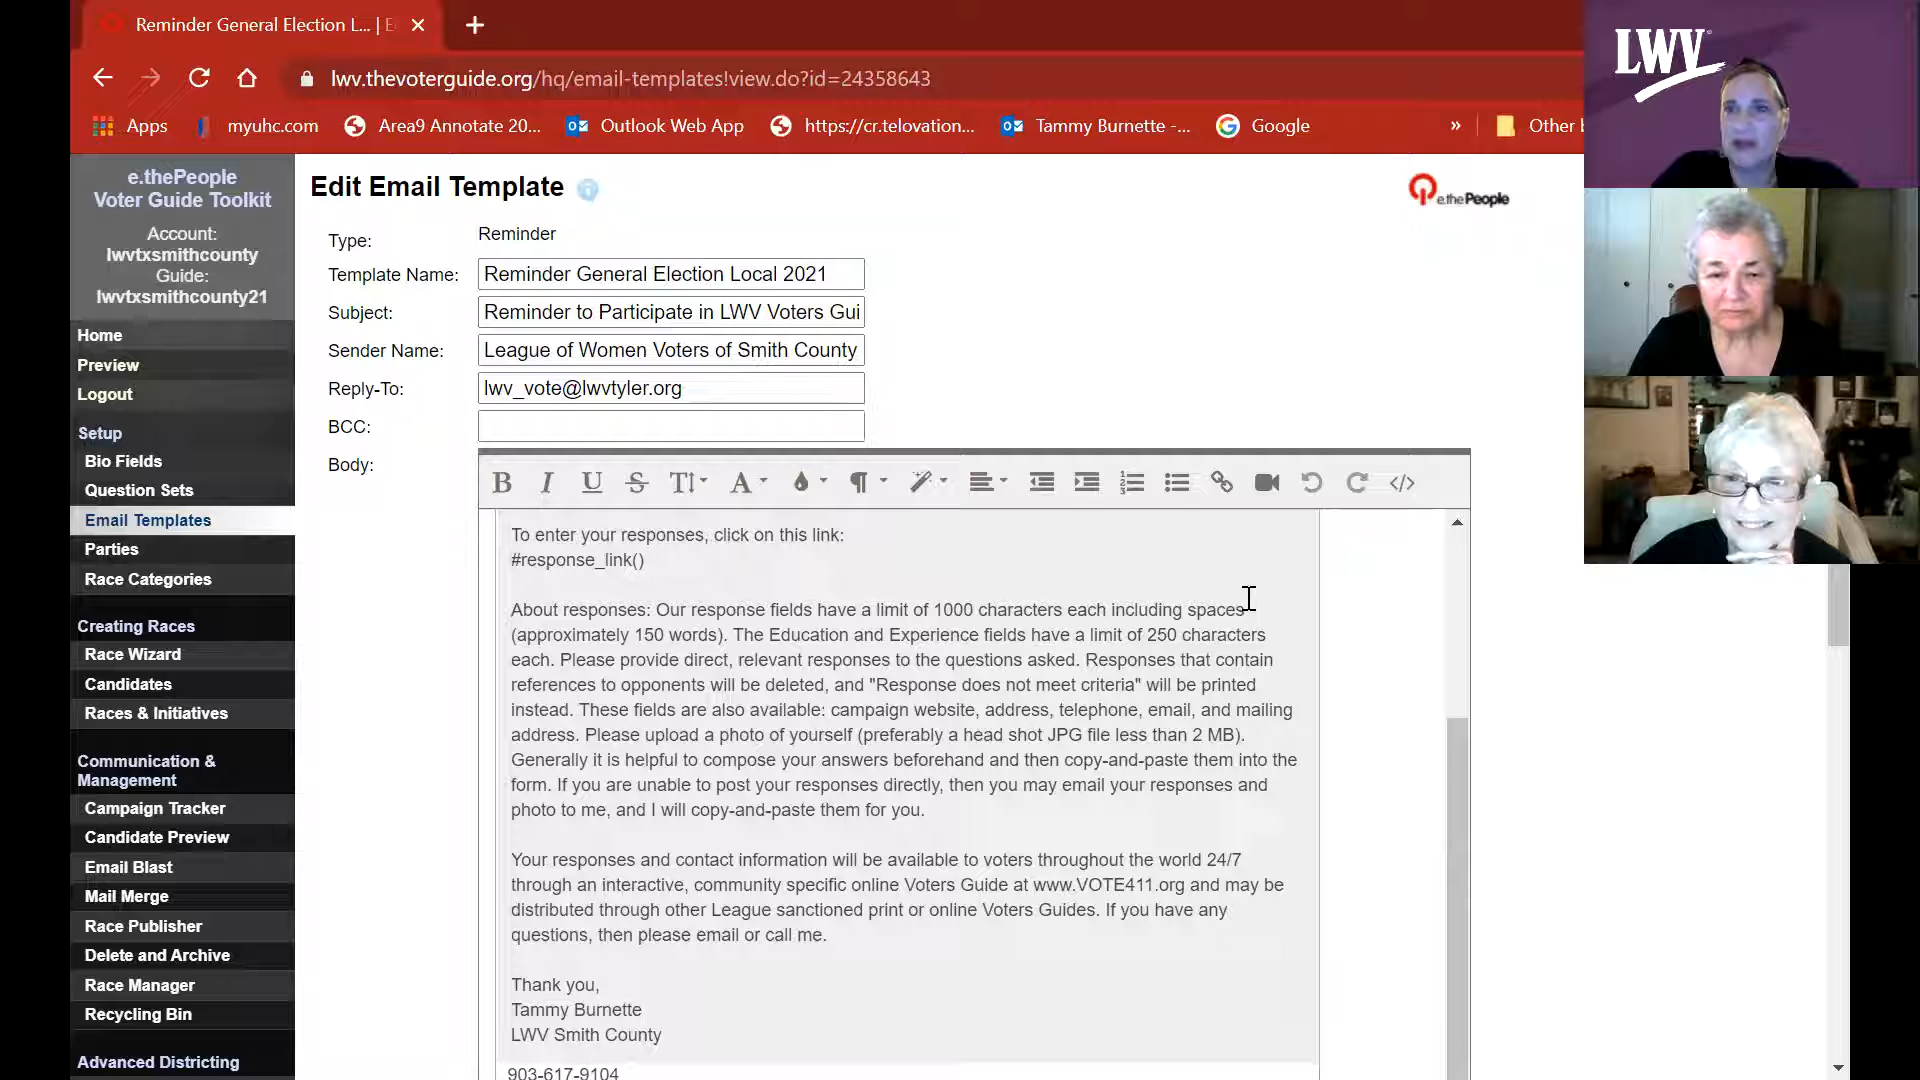 Reminder General Election L... | E
lwv.thevoterguide.org/hq/email-templates!view.do?id=24358643
Apps
myuhc.com
Area9 Annotate 20...
Outlook Web App
https://cr.telovation...
Tammy Burnette -...
Google
»
Other b
LWV
e.thePeople
Voter Guide Toolkit
Account:
lwvtxsmithcounty
Guide:
lwvtxsmithcounty21
Home
Preview
Logout
Setup
Bio Fields
Question Sets
Email Templates
Parties
Race Categories
Creating Races
Race Wizard
Candidates
Races & Initiatives
Communication &
Management
Campaign Tracker
Candidate Preview
Email Blast
Mail Merge
Race Publisher
Delete and Archive
Race Manager
Recycling Bin
Advanced Districting
Edit Email Template
e.thePeople
Type: Reminder
Template Name: Reminder General Election Local 2021
Subject: Reminder to Participate in LWV Voters Gui
Sender Name: League of Women Voters of Smith County
Reply-To: lwv_vote@lwvtyler.org
BCC:
Body:
To enter your responses, click on this link:
#response_link()
About responses: Our response fields have a limit of 1000 characters each including spaces
(approximately 150 words). The Education and Experience fields have a limit of 250 characters
each. Please provide direct, relevant responses to the questions asked. Responses that contain
references to opponents will be deleted, and "Response does not meet criteria" will be printed
instead. These fields are also available: campaign website, address, telephone, email, and mailing
address. Please upload a photo of yourself (preferably a head shot JPG file less than 2 MB).
Generally it is helpful to compose your answers beforehand and then copy-and-paste them into the
form. If you are unable to post your responses directly, then you may email your responses and
photo to me, and I will copy-and-paste them for you.
Your responses and contact information will be available to voters throughout the world 24/7
through an interactive, community specific online Voters Guide at www.VOTE411.org and may be
distributed through other League sanctioned print or online Voters Guides. If you have any
questions, then please email or call me.
Thank you,
Tammy Burnette
LWV Smith County
903-617-9104